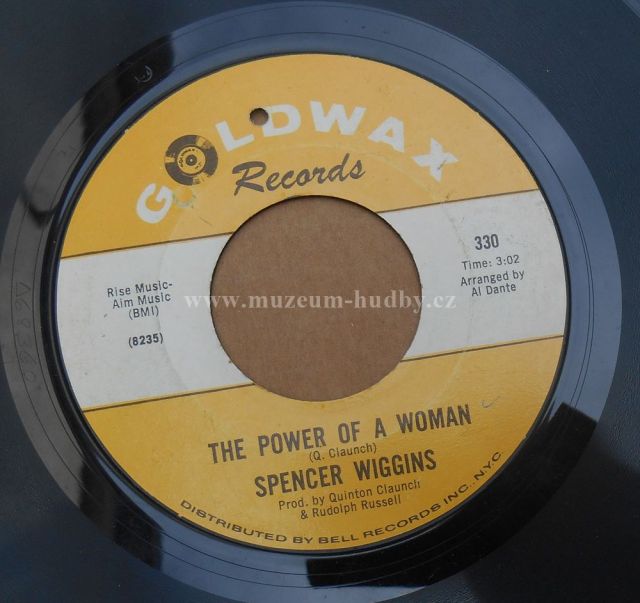 GOLDWAX
Records
330
Time: 3:02
Arranged by
Al Dante
Rise Music-
Aim Music
(BMI)
(8235)
www.muzeum-hudby.cz
THE POWER OF A WOMAN
(Q. Claunch)
SPENCER WIGGINS
Prod. by Quinton Claunch
& Rudolph Russell
DISTRIBUTED BY BELL RECORDS INC., N.Y.C.